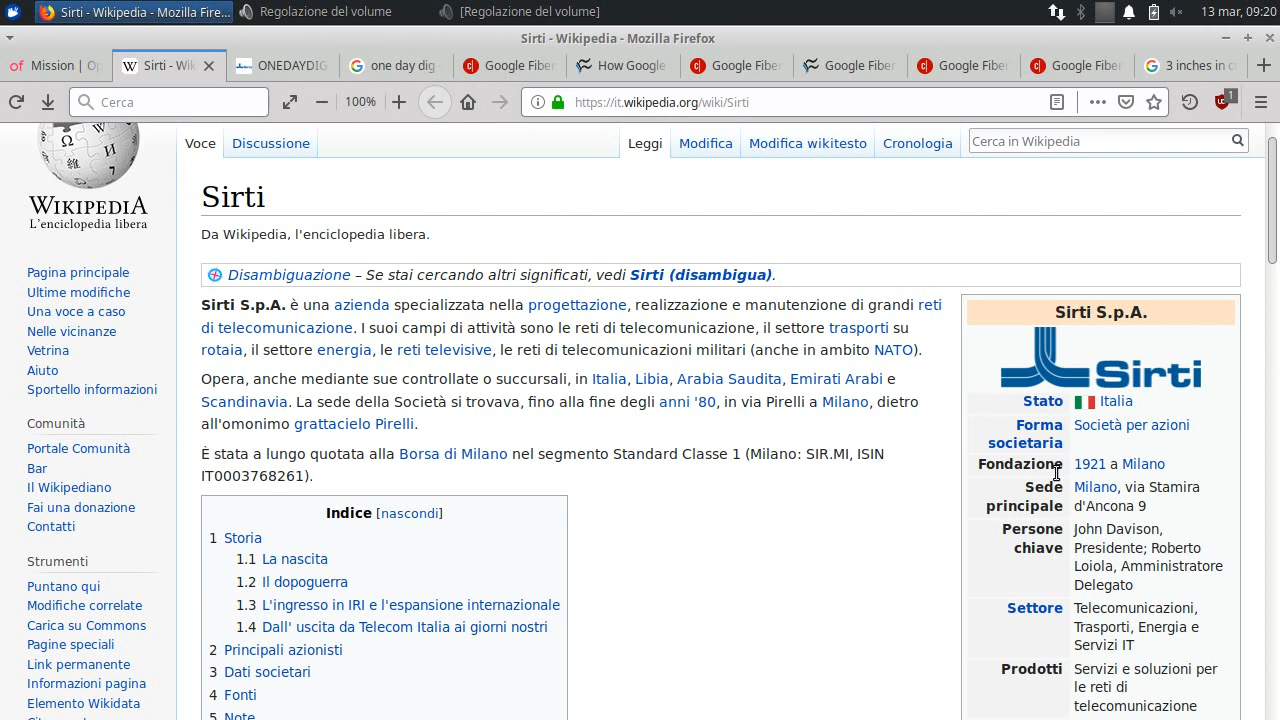 Sirti - Wikipedia - Mozilla Fire...
Regolazione del volume
[Regolazione del volume]
13 mar, 09:20
Sirti - Wikipedia - Mozilla Firefox
Mission | Op
Sirti - Wik
ONEDAYDIG
one day dig
Google Fiber
How Google
Google Fiber
Google Fiber
Google Fiber
Google Fiber
3 inches in c
Cerca
100%
https://it.wikipedia.org/wiki/Sirti
1
Voce
Discussione
Leggi
Modifica
Modifica wikitesto
Cronologia
Cerca in Wikipedia
WIKIPEDIA
L'enciclopedia libera
Pagina principale
Ultime modifiche
Una voce a caso
Nelle vicinanze
Vetrina
Aiuto
Sportello informazioni
Comunità
Portale Comunità
Bar
Il Wikipediano
Fai una donazione
Contatti
Strumenti
Puntano qui
Modifiche correlate
Carica su Commons
Pagine speciali
Link permanente
Informazioni pagina
Elemento Wikidata
Sirti
Da Wikipedia, l'enciclopedia libera.
Disambiguazione – Se stai cercando altri significati, vedi Sirti (disambigua).
Sirti S.p.A. è una azienda specializzata nella progettazione, realizzazione e manutenzione di grandi reti
di telecomunicazione. I suoi campi di attività sono le reti di telecomunicazione, il settore trasporti su
rotaia, il settore energia, le reti televisive, le reti di telecomunicazioni militari (anche in ambito NATO).
Opera, anche mediante sue controllate o succursali, in Italia, Libia, Arabia Saudita, Emirati Arabi e
Scandinavia. La sede della Società si trovava, fino alla fine degli anni '80, in via Pirelli a Milano, dietro
all'omonimo grattacielo Pirelli.
È stata a lungo quotata alla Borsa di Milano nel segmento Standard Classe 1 (Milano: SIR.MI, ISIN
IT0003768261).
Indice [nascondi]
1 Storia
1.1 La nascita
1.2 Il dopoguerra
1.3 L'ingresso in IRI e l'espansione internazionale
1.4 Dall' uscita da Telecom Italia ai giorni nostri
2 Principali azionisti
3 Dati societari
4 Fonti
5 Note
Sirti S.p.A.
Sirti
Stato Italia
Forma societaria Società per azioni
Fondazione 1921 a Milano
Sede principale Milano, via Stamira
d'Ancona 9
Persone chiave John Davison,
Presidente; Roberto
Loiola, Amministratore
Delegato
Settore Telecomunicazioni,
Trasporti, Energia e
Servizi IT
Prodotti Servizi e soluzioni per
le reti di
telecomunicazione